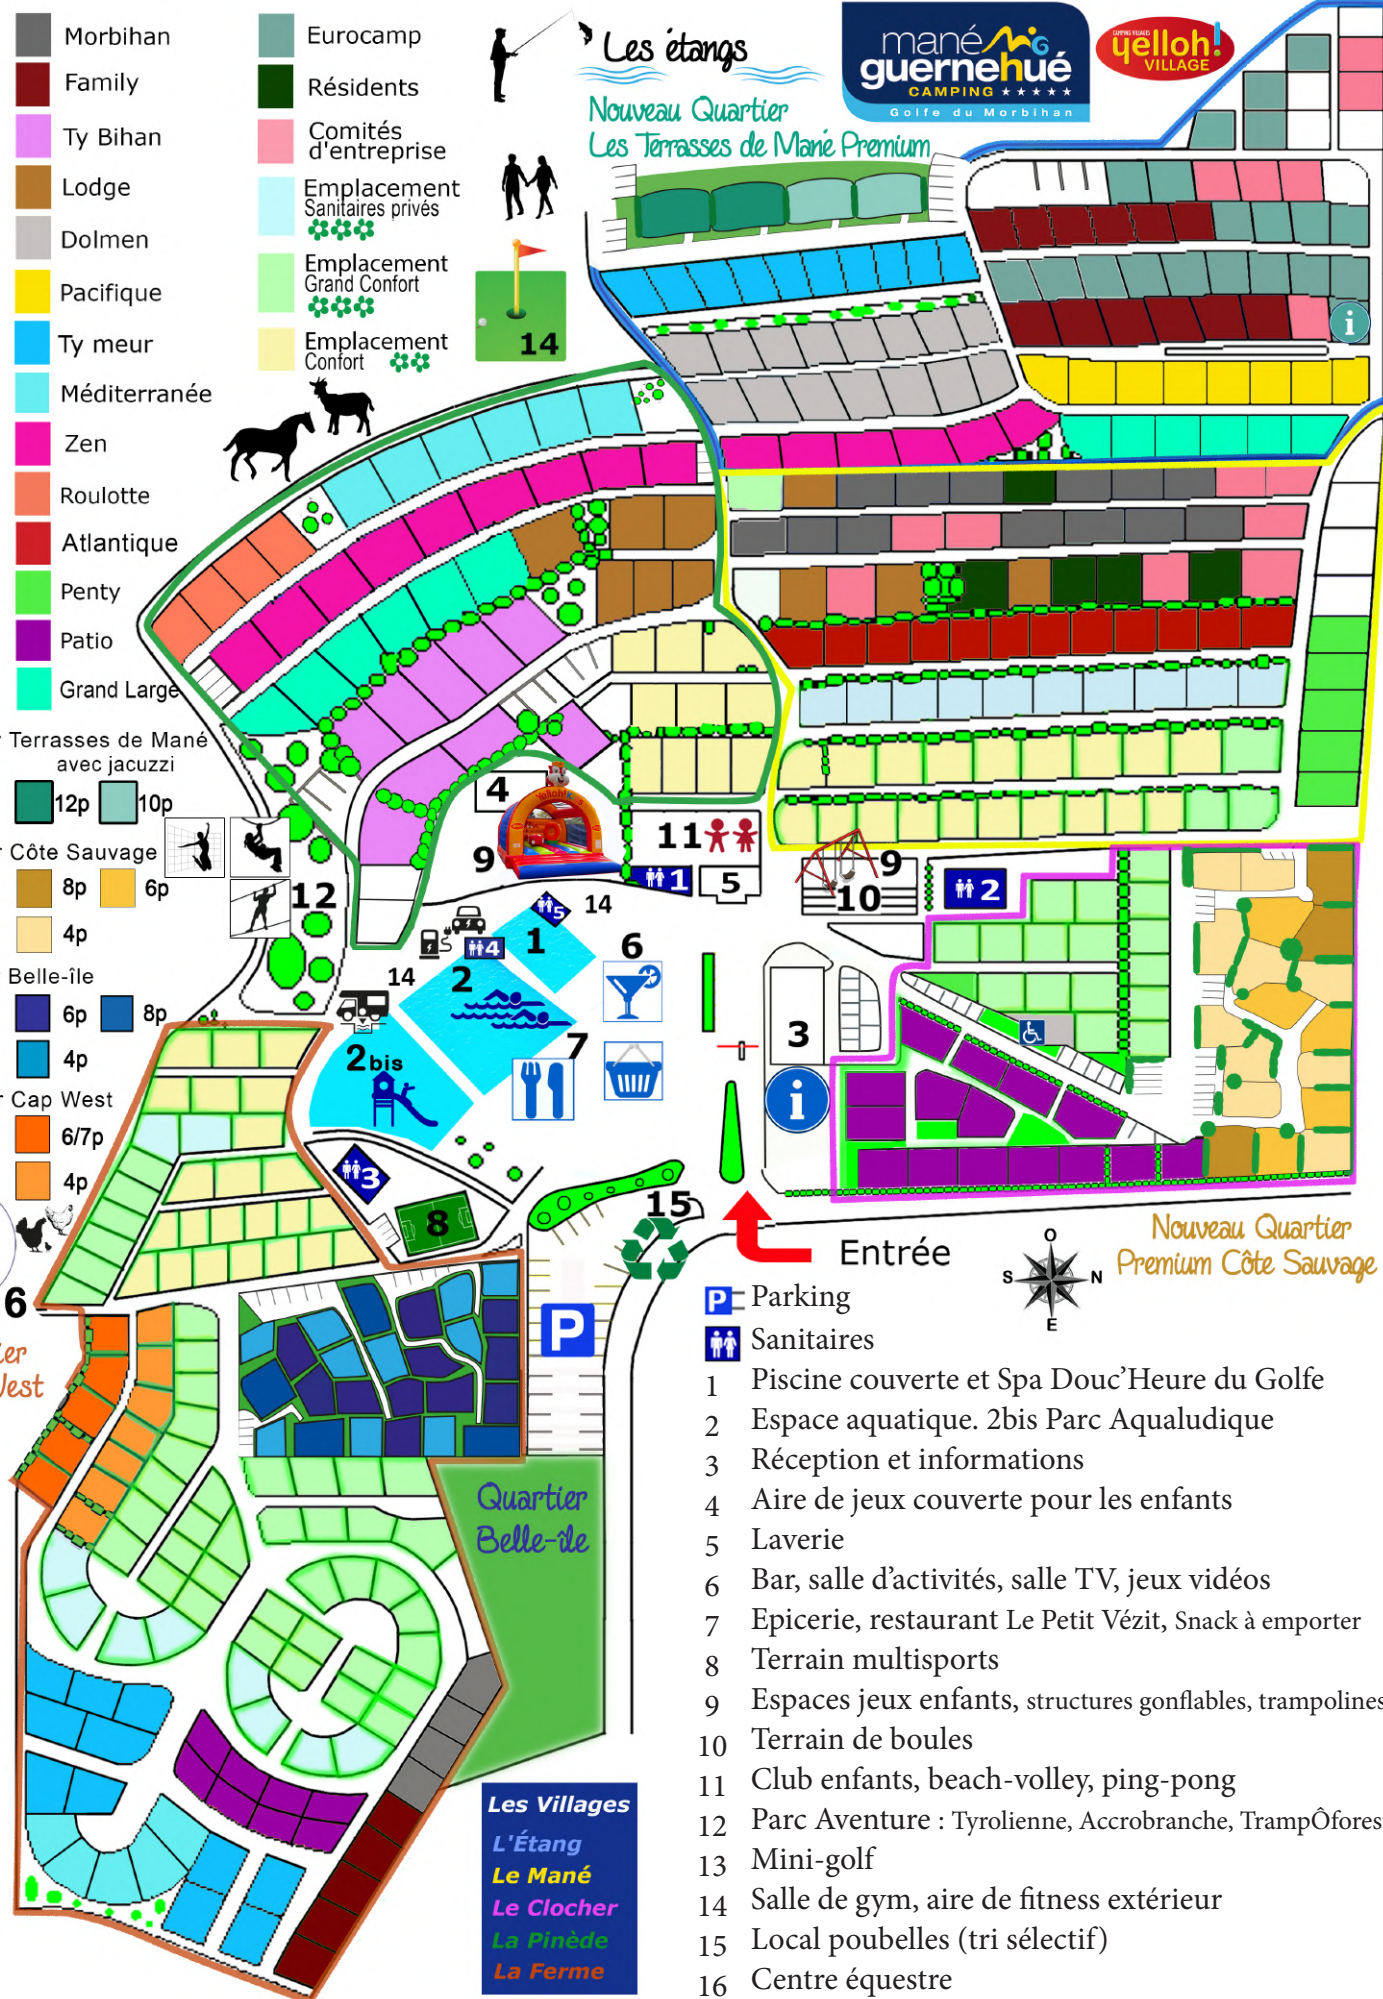 Morbihan
Family
Ty Bihan
Lodge
Dolmen
Pacifique
Ty meur
Méditerranée
Zen
Roulotte
Atlantique
Penty
Patio
Grand Large
Eurocamp
Résidents
Comités
d'entreprise
Emplacement
Sanitaires privés
Emplacement
Grand Confort
Emplacement
Confort
Terrasses de Mané
avec jacuzzi
12p 10p
Côte Sauvage
8p 6p
4p
Belle-île
6p 8p
4p
Cap West
6/7p
4p
6
West
Les étangs
Nouveau Quartier
Les Terrasses de Mané Premium
mané
guernehué
CAMPING ★★★★★
Golfe du Morbihan
CAMPING VILLAGES
yelloh!
VILLAGE
14
i
4
Yelloh!
9
11
1
5
12
9
10
2
5
14
4
1
6
14
2
2bis
7
3
i
3
8
15
P
Entrée
O
S N
E
Nouveau Quartier
Premium Côte Sauvage
Quartier
Belle-île
Les Villages
L'Étang
Le Mané
Le Clocher
La Pinède
La Ferme
P Parking
Sanitaires
1 Piscine couverte et Spa Douc'Heure du Golfe
2 Espace aquatique. 2bis Parc Aqualudique
3 Réception et informations
4 Aire de jeux couverte pour les enfants
5 Laverie
6 Bar, salle d'activités, salle TV, jeux vidéos
7 Epicerie, restaurant Le Petit Vézit, Snack à emporter
8 Terrain multisports
9 Espaces jeux enfants, structures gonflables, trampolines
10 Terrain de boules
11 Club enfants, beach-volley, ping-pong
12 Parc Aventure : Tyrolienne, Accrobranche, TrampÔfores
13 Mini-golf
14 Salle de gym, aire de fitness extérieur
15 Local poubelles (tri sélectif)
16 Centre équestre